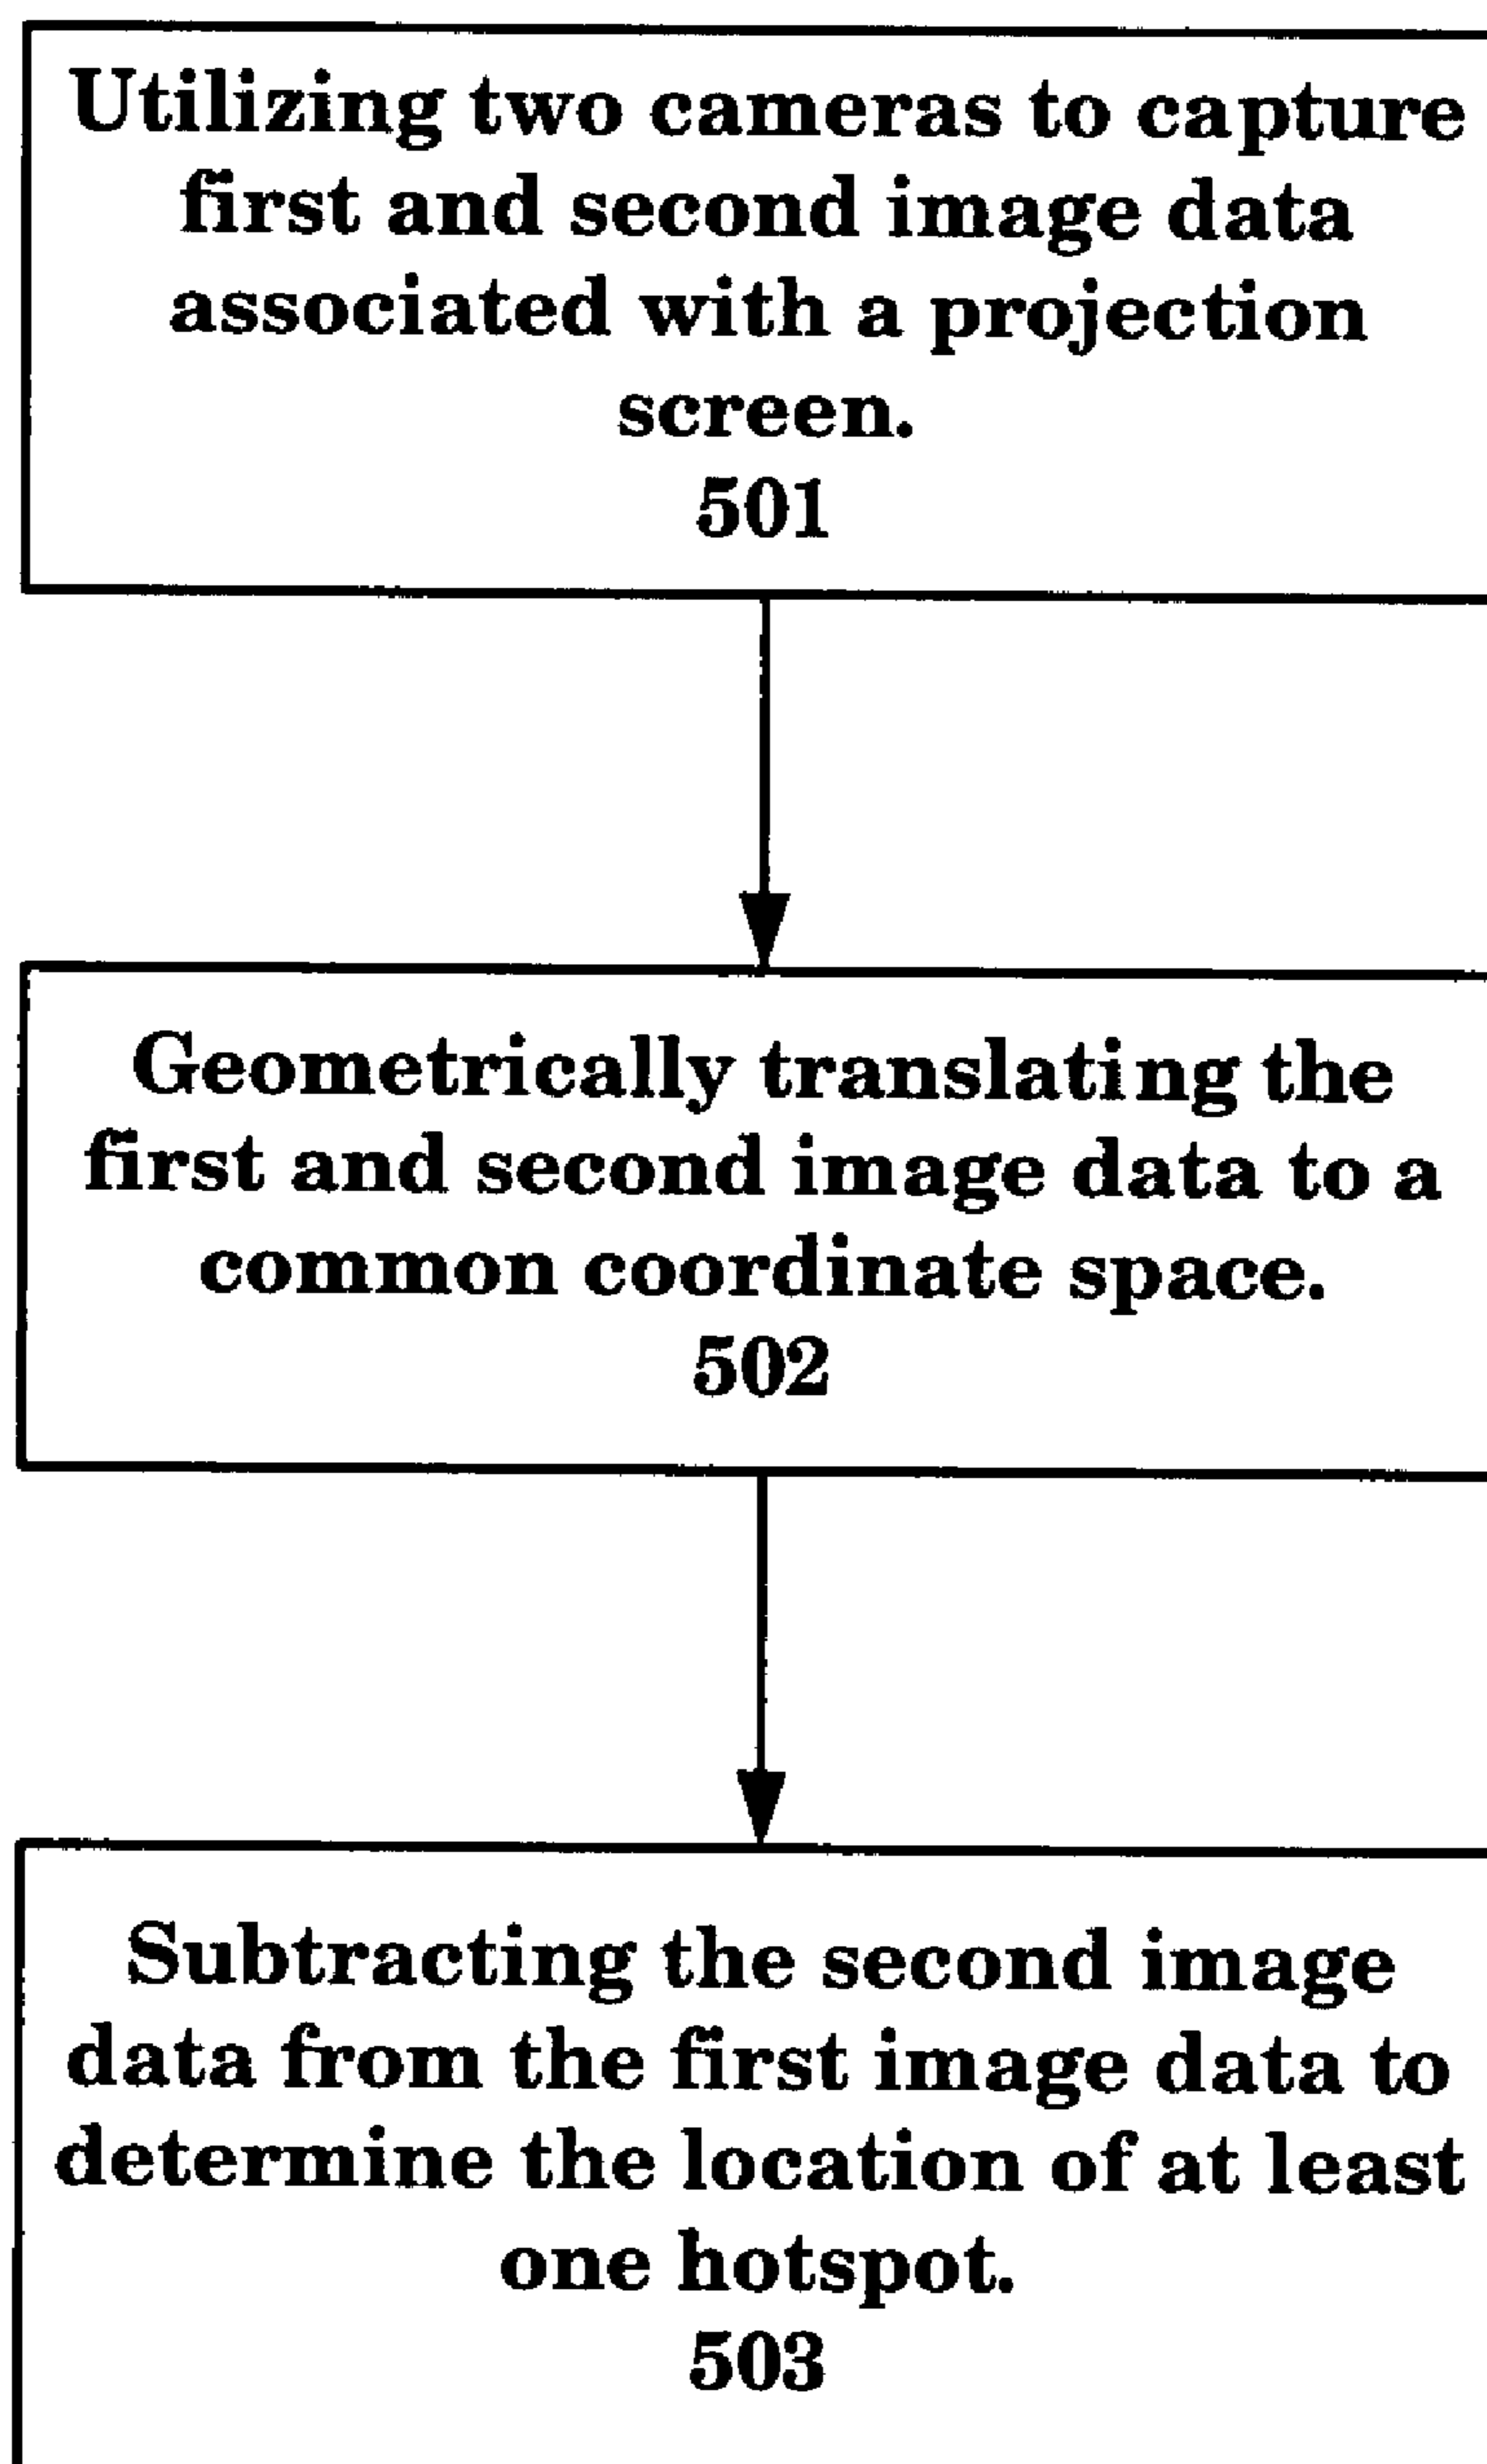 Utilizing two cameras to capture
first and second image data
associated with a projection
screen.
501
Geometrically translating the
first and second image data to a
common coordinate space.
502
Subtracting the second image
data from the first image data to
determine the location of at least
one hotspot.
503